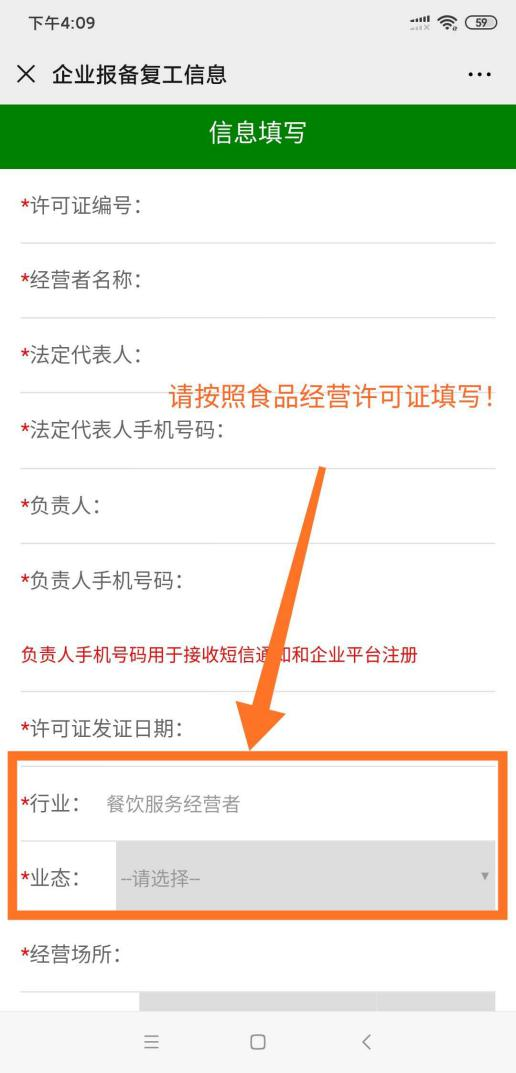 下午4:09
59
企业报备复工信息
信息填写
*许可证编号：
*经营者名称：
*法定代表人：
请按照食品经营许可证填写！
*法定代表人手机号码：
*负责人：
*负责人手机号码：
负责人手机号码用于接收短信通知和企业平台注册
*许可证发证日期：
*行业： 餐饮服务经营者
*业态： --请选择--
*经营场所：